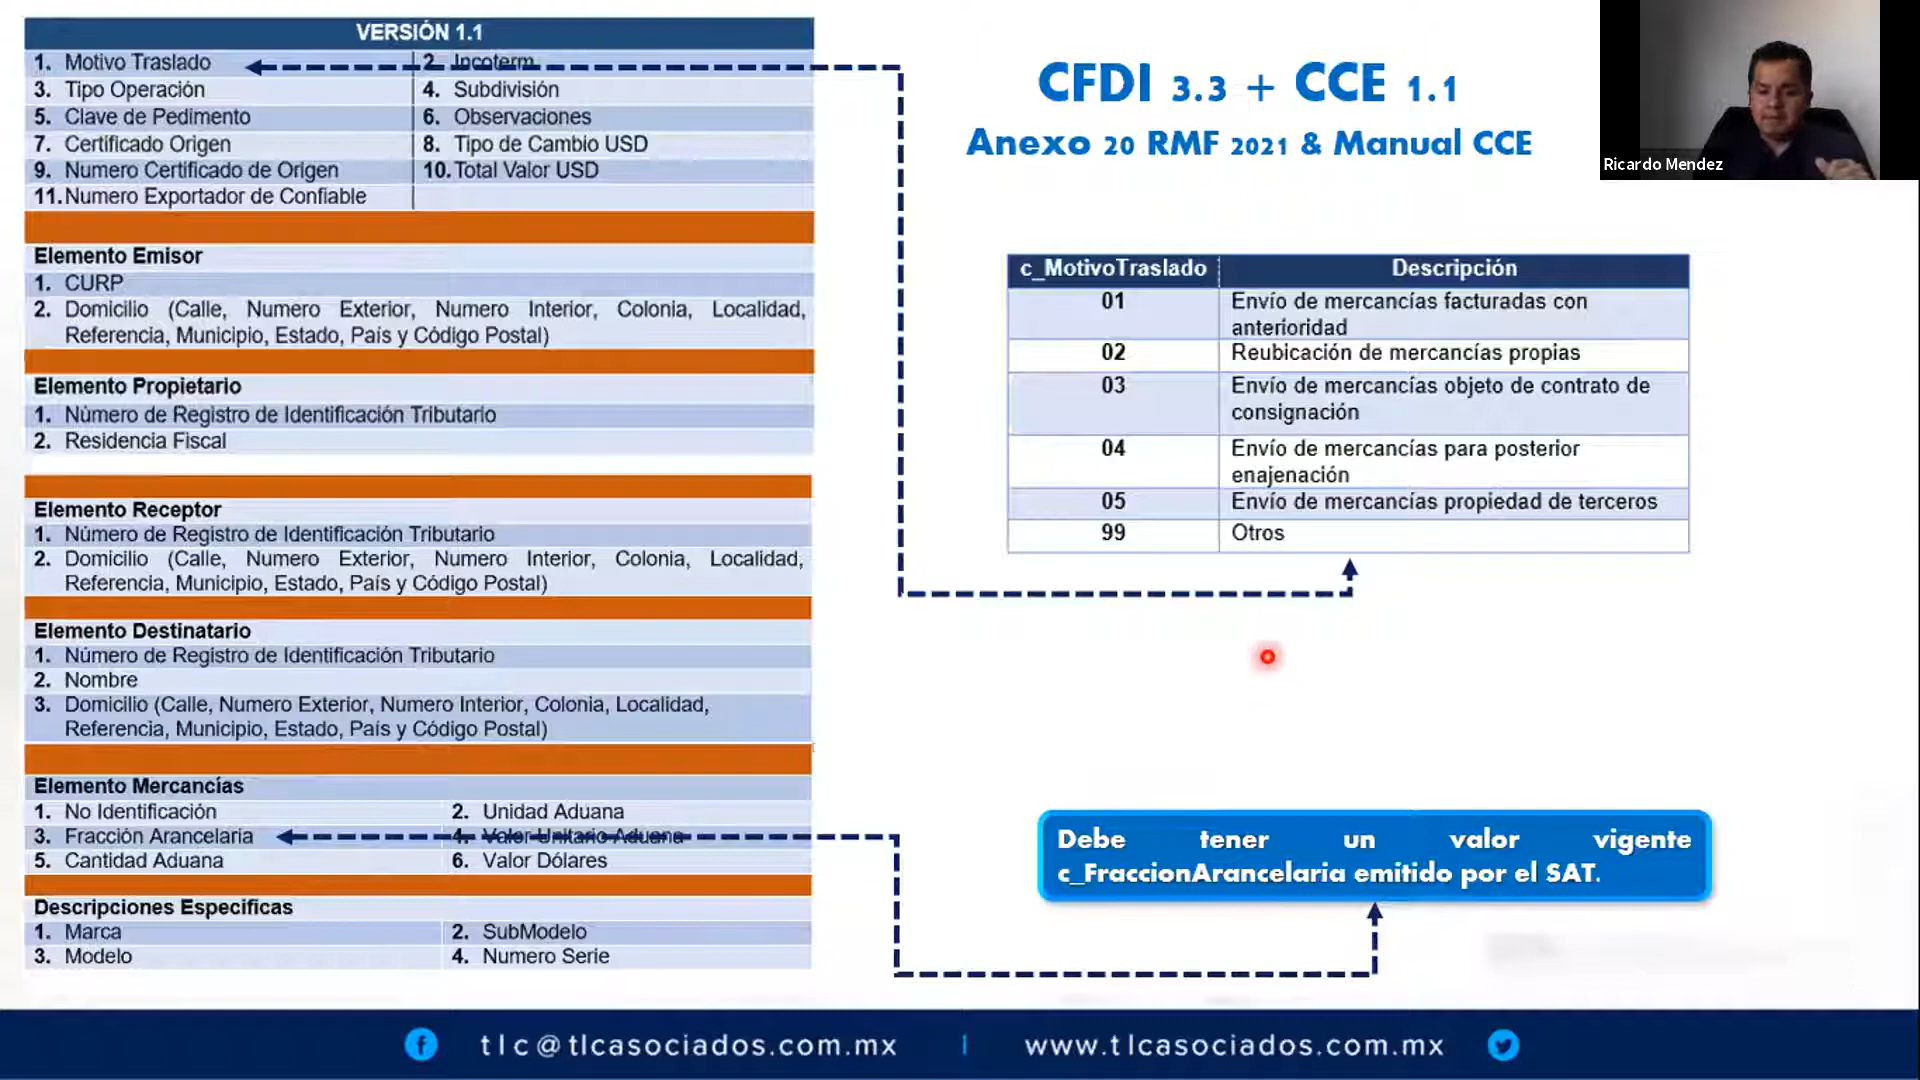 VERSIÓN 1.1
1. Motivo Traslado
2. Incoterm
3. Tipo Operación
4. Subdivisión
5. Clave de Pedimento
6. Observaciones
7. Certificado Origen
8. Tipo de Cambio USD
9. Numero Certificado de Origen
10. Total Valor USD
11. Numero Exportador de Confiable
Elemento Emisor
1. CURP
2. Domicilio (Calle, Numero Exterior, Numero Interior, Colonia, Localidad,
Referencia, Municipio, Estado, País y Código Postal)
Elemento Propietario
1. Número de Registro de Identificación Tributario
2. Residencia Fiscal
Elemento Receptor
1. Número de Registro de Identificación Tributario
2. Domicilio (Calle, Numero Exterior, Numero Interior, Colonia, Localidad,
Referencia, Municipio, Estado, País y Código Postal)
Elemento Destinatario
1. Número de Registro de Identificación Tributario
2. Nombre
3. Domicilio (Calle, Numero Exterior, Numero Interior, Colonia, Localidad,
Referencia, Municipio, Estado, País y Código Postal)
Elemento Mercancías
1. No Identificación
2. Unidad Aduana
3. Fracción Arancelaria
4. Valor Unitario Aduana
5. Cantidad Aduana
6. Valor Dólares
Descripciones Especificas
1. Marca
2. SubModelo
3. Modelo
4. Numero Serie
CFDI 3.3 + CCE 1.1
Anexo 20 RMF 2021 & Manual CCE
Ricardo Mendez
c_MotivoTraslado Descripción
01 Envío de mercancías facturadas con
anterioridad
02 Reubicación de mercancías propias
03 Envío de mercancías objeto de contrato de
consignación
04 Envío de mercancías para posterior
enajenación
05 Envío de mercancías propiedad de terceros
99 Otros
Debe tener un valor vigente
c_FraccionArancelaria emitido por el SAT.
tlc@tlcasociados.com.mx | www.tlcasociados.com.mx